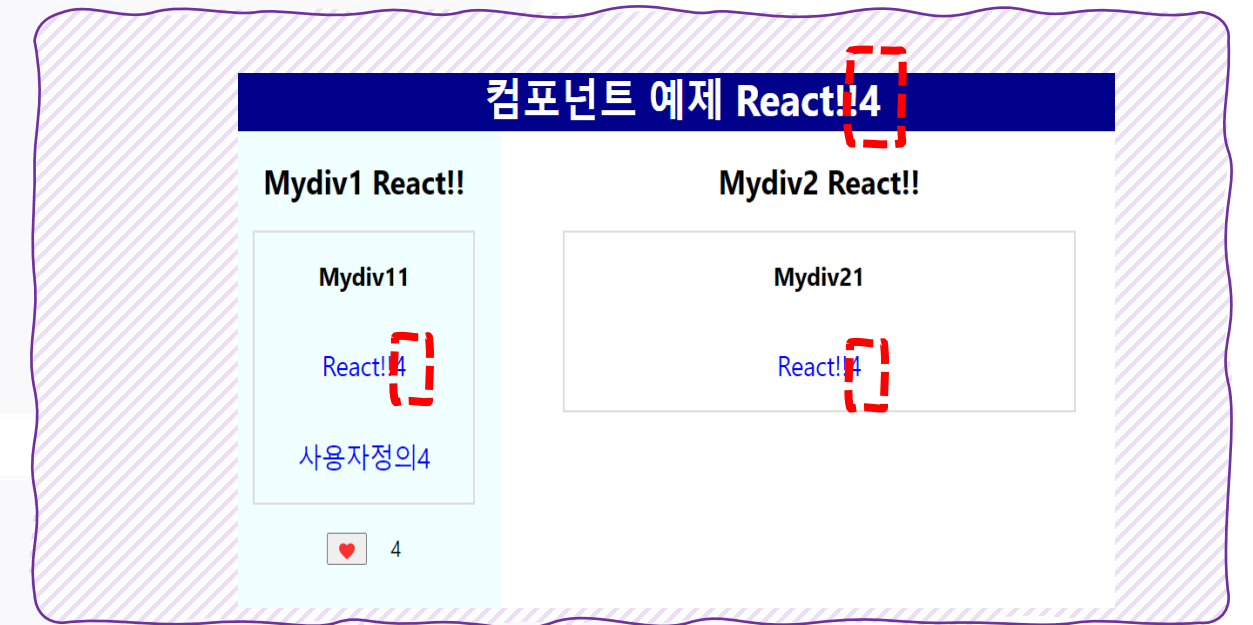 컴포넌트 예제 React!!4
Mydiv1 React!!
Mydiv11
React!!4
사용자정의4
4
Mydiv2 React!!
Mydiv21
React!!4